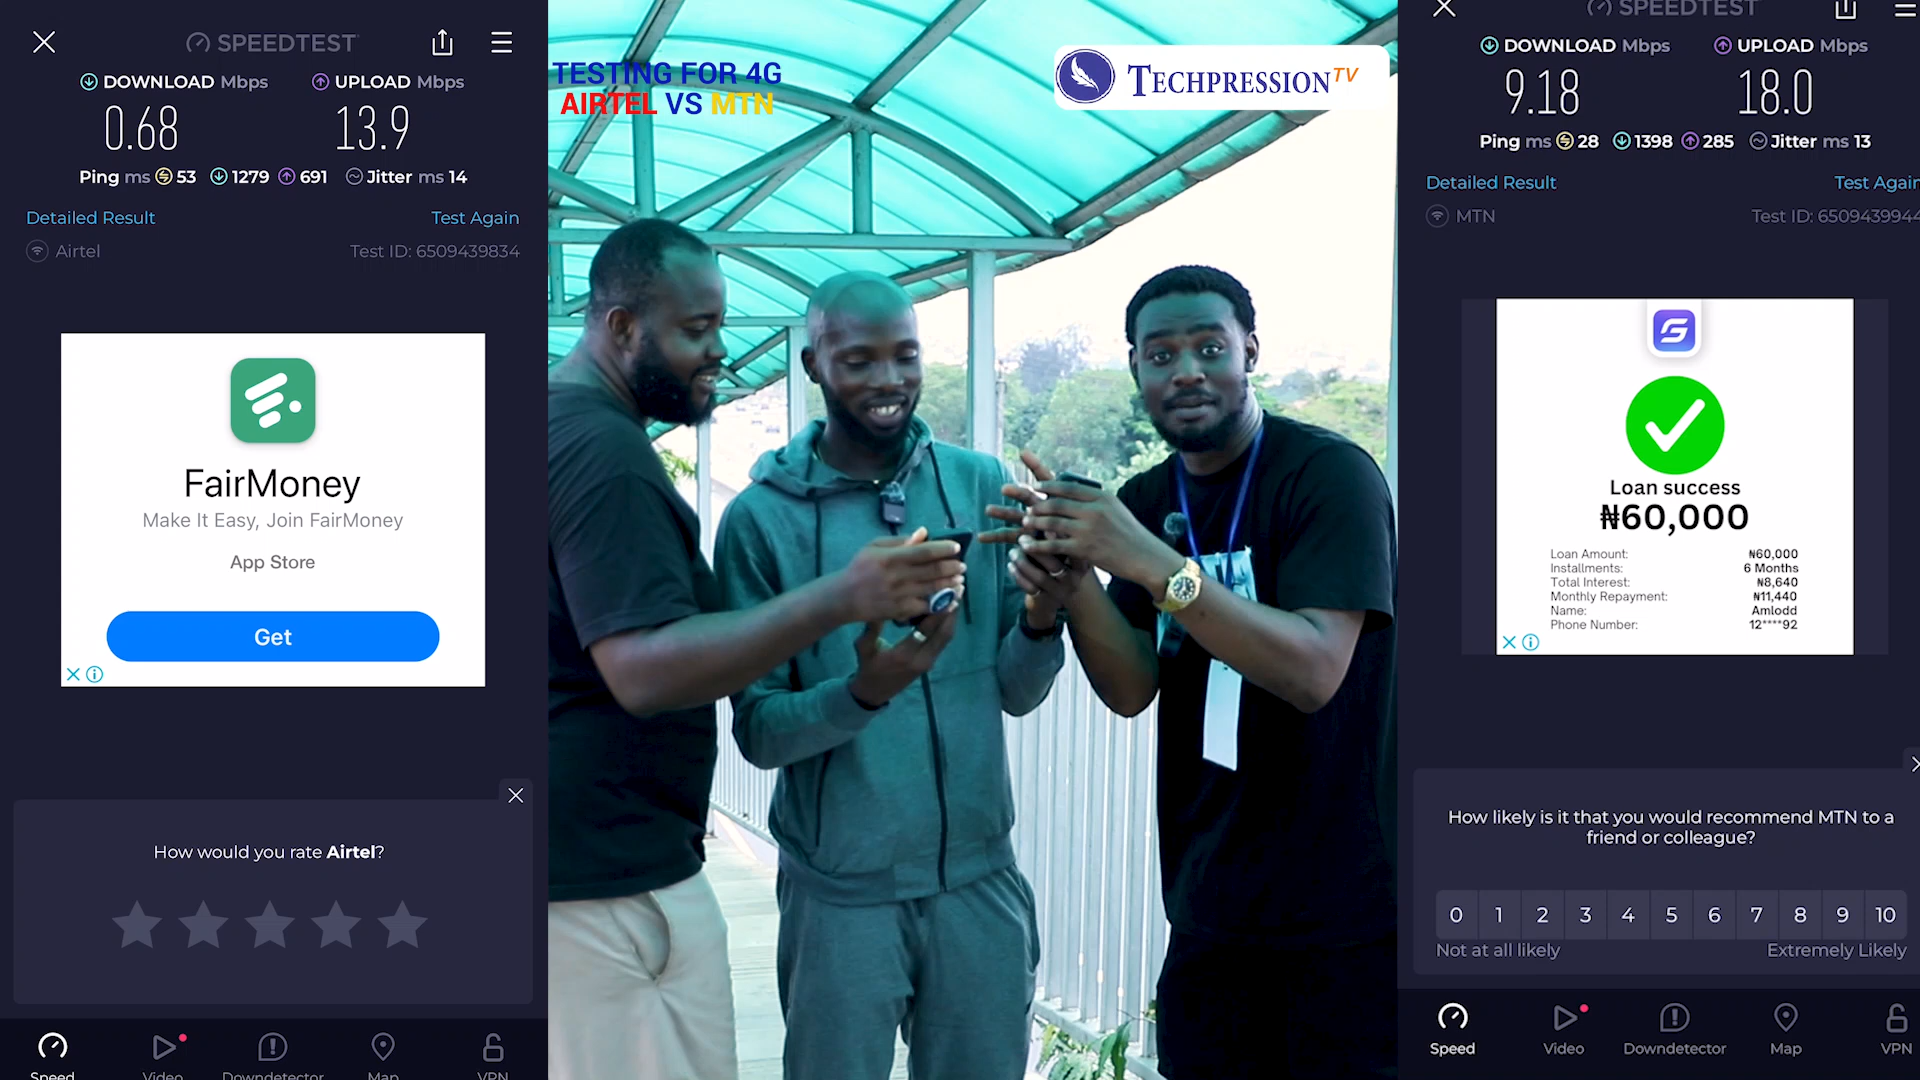 SPEEDTEST
DOWNLOAD Mbps
UPLOAD Mbps
0.68
13.9
Ping ms 53 1279 691 Jitter ms 14
Detailed Result
Test Again
Airtel
Test ID: 6509439834
FairMoney
Make It Easy, Join FairMoney
App Store
Get
How would you rate Airtel?
Speed
Video
Downdetector
Map
VPN
TESTING FOR 4G
AIRTEL VS MTN
TECHPRESSION TV
SPEEDTEST
DOWNLOAD Mbps
UPLOAD Mbps
9.18
18.0
Ping ms 28 1398 285 Jitter ms 13
Detailed Result
Test Again
MTN
Test ID: 6509439944
Loan success
₦60,000
Loan Amount: ₦60,000
Installments: 6 Months
Total Interest: ₦8,640
Monthly Repayment: ₦11,440
Name: Amlodd
Phone Number: 12****92
How likely is it that you would recommend MTN to a
friend or colleague?
0 1 2 3 4 5 6 7 8 9 10
Not at all likely
Extremely Likely
Speed
Video
Downdetector
Map
VPN